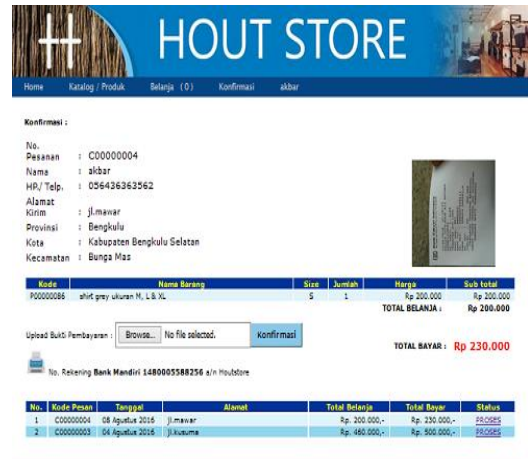 HOUT STORE
Home Katalog / Produk Belanja ( 0 ) Konfirmasi akbar
Konfirmasi :
No. Pesanan : C00000004
Nama : akbar
HP./ Telp. : 056436363562
Alamat Kirim : jl.mawar
Provinsi : Bengkulu
Kota : Kabupaten Bengkulu Selatan
Kecamatan : Bunga Mas
Kode Nama Barang Size Jumlah Harga Sub total
P00000086 shirt grey ukuran M, L & XL S 1 Rp 200.000 Rp 200.000
TOTAL BELANJA : Rp 200.000
Upload Bukti Pembayaran : Browse... No file selected. Konfirmasi
TOTAL BAYAR : Rp 230.000
No. Rekening Bank Mandiri 1480005588256 a/n Houtstore
No. Kode Pesan Tanggal Alamat Total Belanja Total Bayar Status
1 C00000004 08 Agustus 2016 jl.mawar Rp. 200.000,- Rp. 230.000,- PROSES
2 C00000003 04 Agustus 2016 jl.kusuma Rp. 460.000,- Rp. 500.000,- PROSES